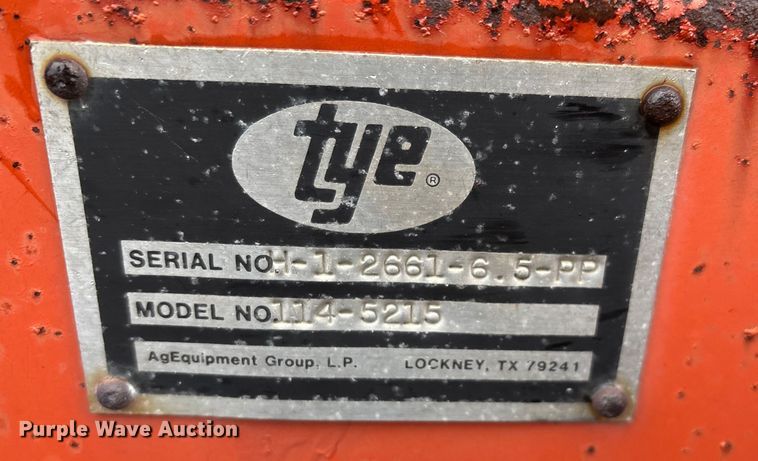 tye ®
SERIAL NO. H-1-2661-6.5-PP
MODEL NO. 114-5215
AgEquipment Group, L.P. LOCKNEY, TX 79241
Purple Wave Auction